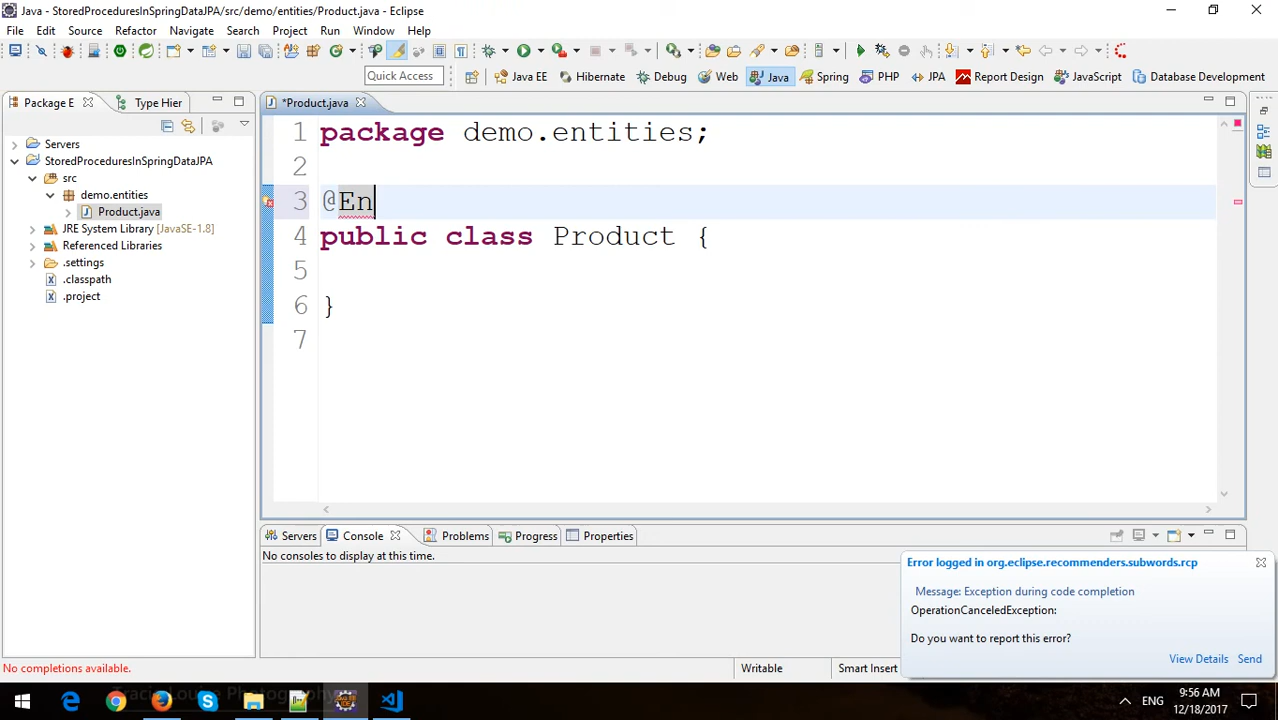 Java - StoredProceduresInSpringDataJPA/src/demo/entities/Product.java - Eclipse
File Edit Source Refactor Navigate Search Project Run Window Help
Quick Access
Java EE Hibernate Debug Web Java Spring PHP JPA Report Design JavaScript Database Development
Package E Type Hier
*Product.java
Servers
StoredProceduresInSpringDataJPA
src
demo.entities
Product.java
JRE System Library [JavaSE-1.8]
Referenced Libraries
.settings
.classpath
.project
1 package demo.entities;
2
3 @En
4 public class Product {
5
6 }
7
Servers Console Problems Progress Properties
No consoles to display at this time.
Error logged in org.eclipse.recommenders.subwords.rcp
Message: Exception during code completion
OperationCanceledException:
Do you want to report this error?
View Details Send
No completions available.
Writable Smart Insert
ENG
9:56 AM
12/18/2017